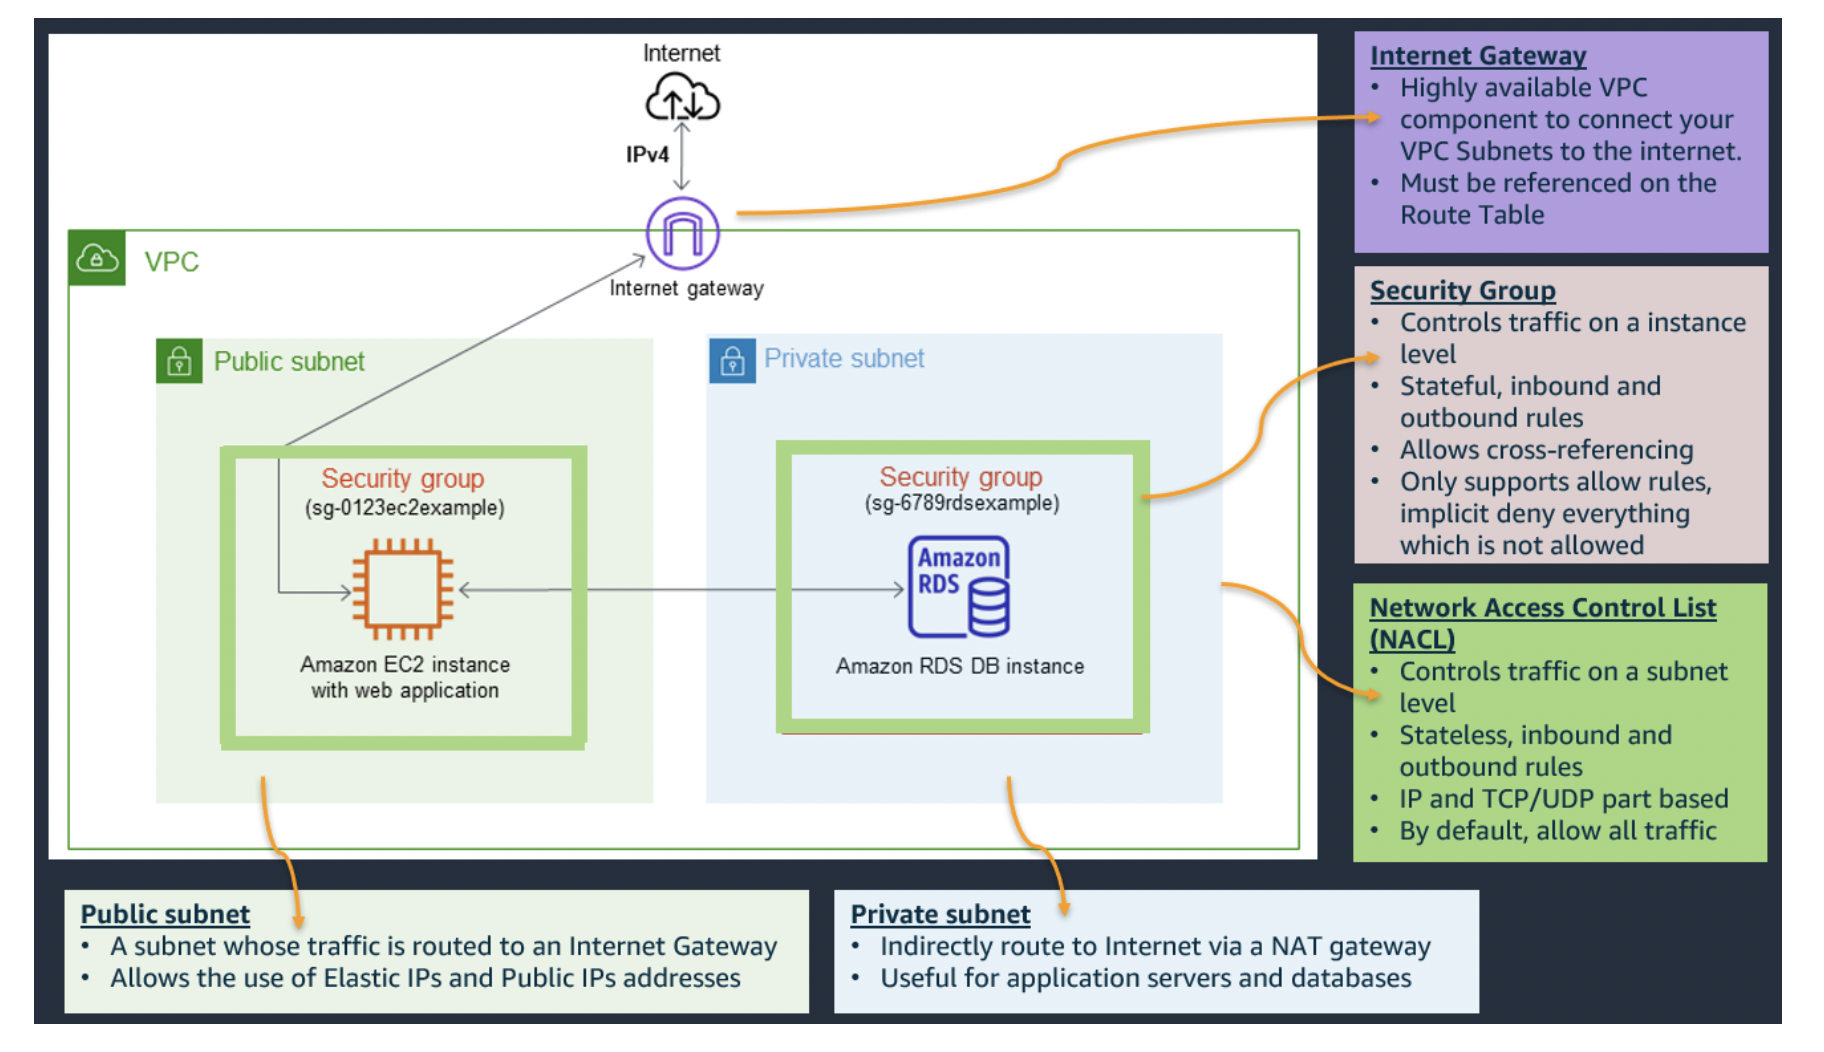 Internet
IPv4
Internet gateway
VPC
Public subnet
Security group
(sg-0123ec2example)
Amazon EC2 instance
with web application
Private subnet
Security group
(sg-6789rdsexample)
Amazon
RDS
Amazon RDS DB instance
Internet Gateway
• Highly available VPC
component to connect your
VPC Subnets to the internet.
• Must be referenced on the
Route Table
Security Group
• Controls traffic on a instance
level
• Stateful, inbound and
outbound rules
• Allows cross-referencing
• Only supports allow rules,
implicit deny everything
which is not allowed
Network Access Control List
(NACL)
• Controls traffic on a subnet
level
• Stateless, inbound and
outbound rules
• IP and TCP/UDP part based
• By default, allow all traffic
Public subnet
• A subnet whose traffic is routed to an Internet Gateway
• Allows the use of Elastic IPs and Public IPs addresses
Private subnet
• Indirectly route to Internet via a NAT gateway
• Useful for application servers and databases